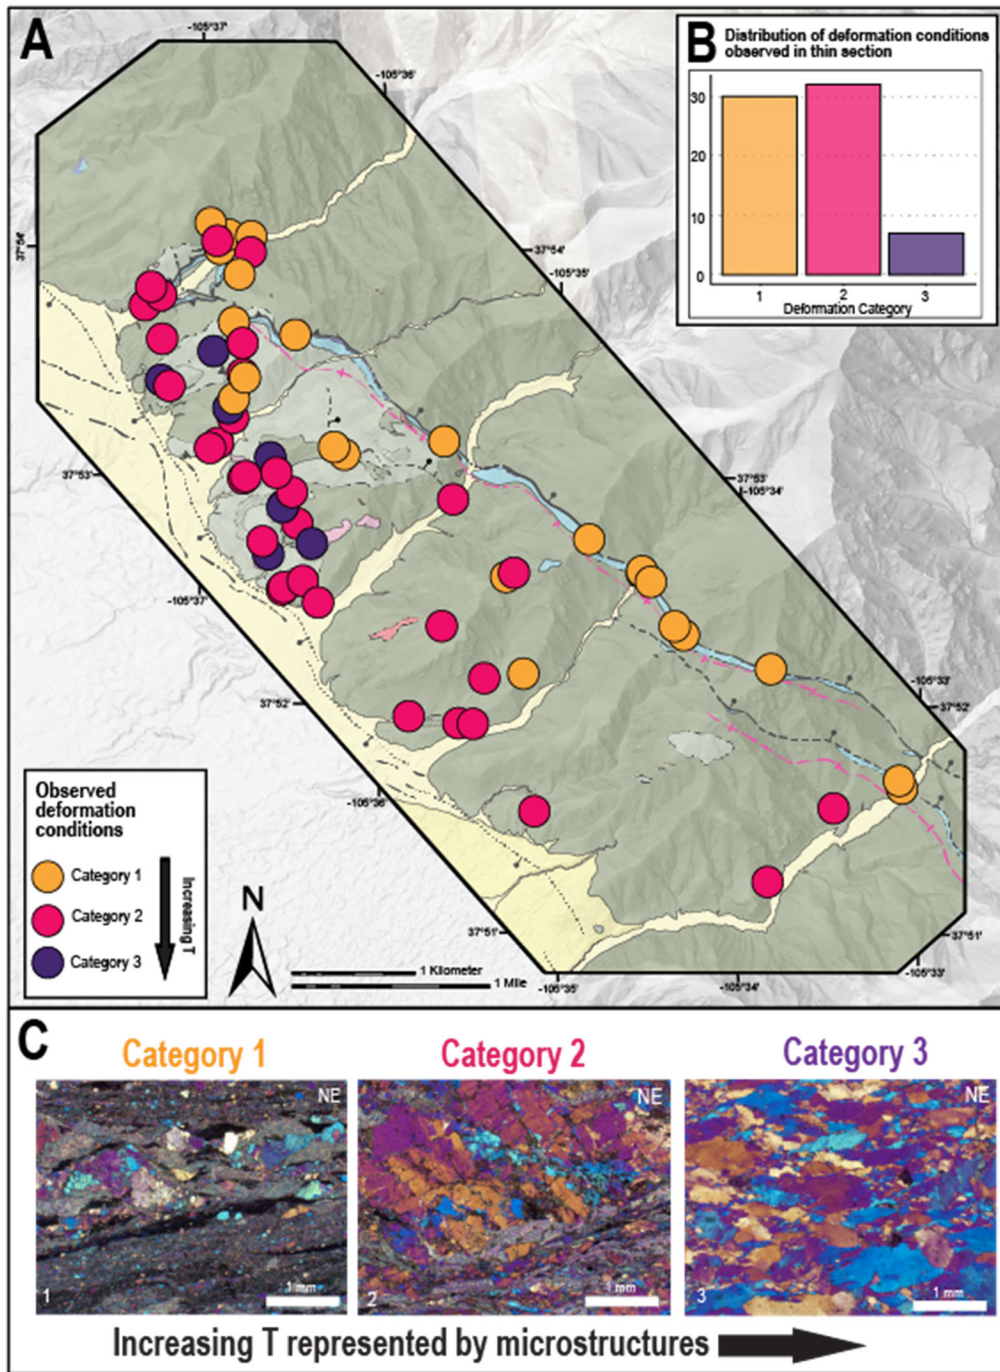 A
-105°37'
-105°36'
B
Distribution of deformation conditions
observed in thin section
30
20
10
0
1
2
3
Deformation Category
37°54'
37°54'
-105°35'
37°53'
37°53'
-105°34'
-105°37'
37°52'
-105°33'
37°52'
-105°36'
Observed
deformation
conditions
Category 1
Category 2
Category 3
Increasing T
N
1 Kilometer
1 Mile
37°51'
37°51'
-105°35'
-105°34'
-105°33'
C
Category 1
Category 2
Category 3
NE
NE
NE
1
1 mm
2
1 mm
3
1 mm
Increasing T represented by microstructures